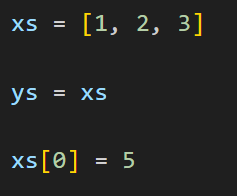 xs = [1, 2, 3]
ys = xs
xs[0] = 5